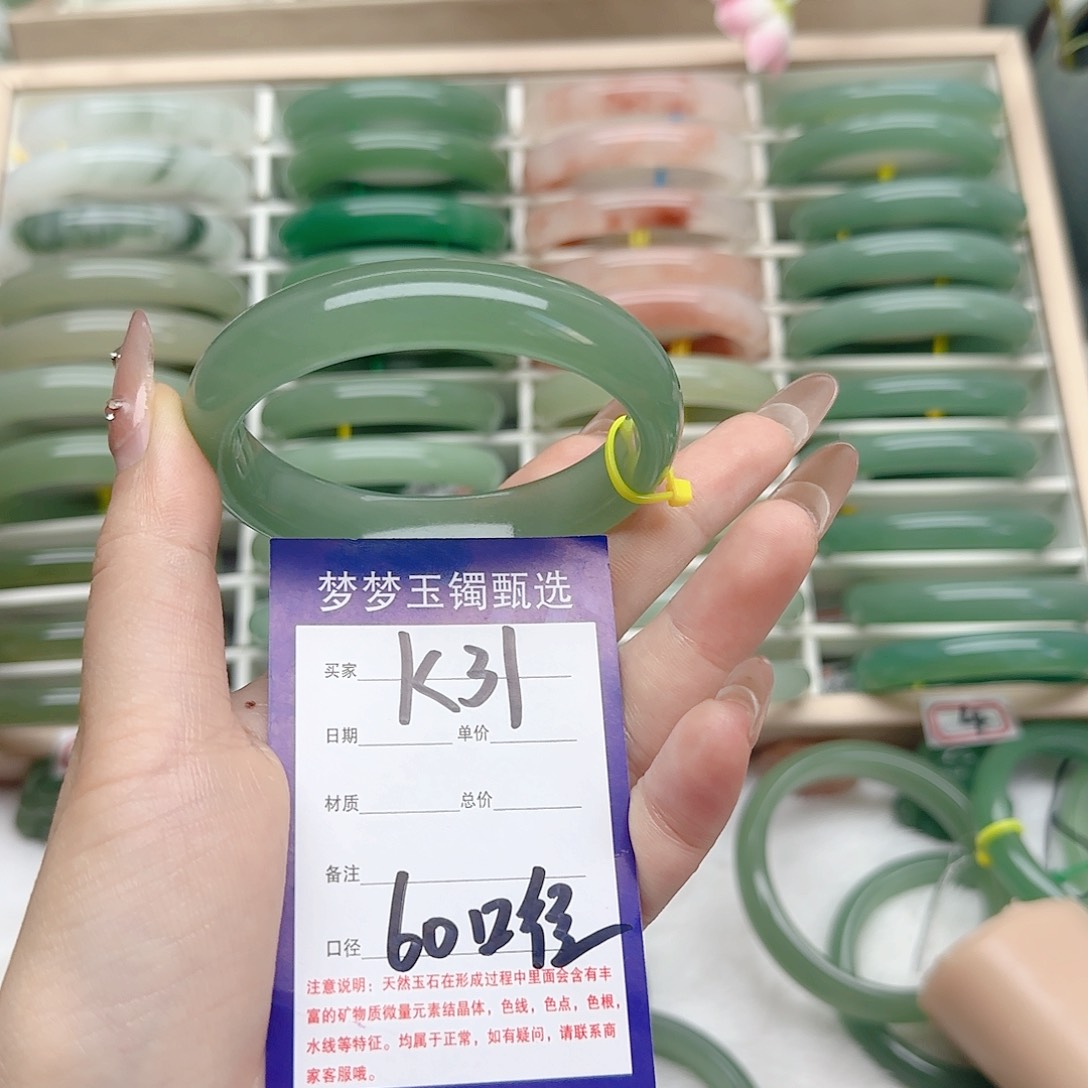 梦梦玉镯甄选
买家 K31
日期 单价
材质 总价
备注
口径 60口径
注意说明：天然玉石在形成过程中里面会含有丰
富的矿物质微量元素结晶体，色线，色点，色根，
水线等特征。均属于正常，如有疑问，请联系商
家客服哦。